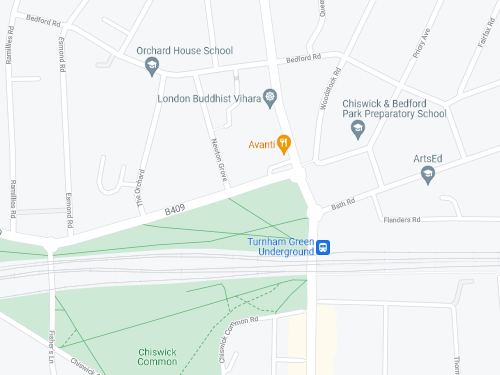 Bedford Rd
Ramillies Rd
Esmond Rd
Queen
Fairfax Rd
Priory Ave
Orchard House School
Bedford Rd
Woodstock Rd
London Buddhist Vihara
Chiswick & Bedford
Park Preparatory School
Avanti
Newton Grove
ArtsEd
The Orchard
Ramillies Rd
Esmond Rd
B409
Bath Rd
Flanders Rd
Turnham Green
Underground
Chiswick Common Rd
Fisher's Ln
Chiswick
Common
Chiswick
Thorn